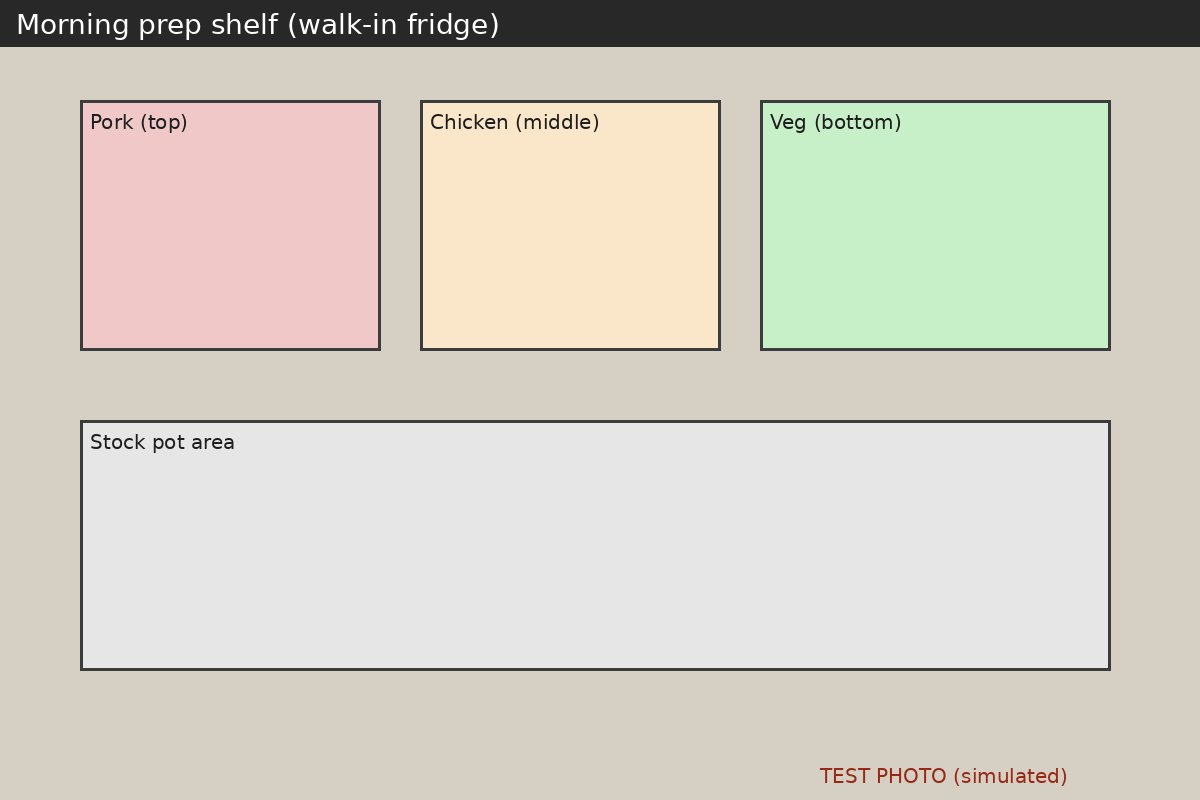 Morning prep shelf (walk-in fridge)
Pork (top)
Chicken (middle)
Veg (bottom)
Stock pot area
TEST PHOTO (simulated)